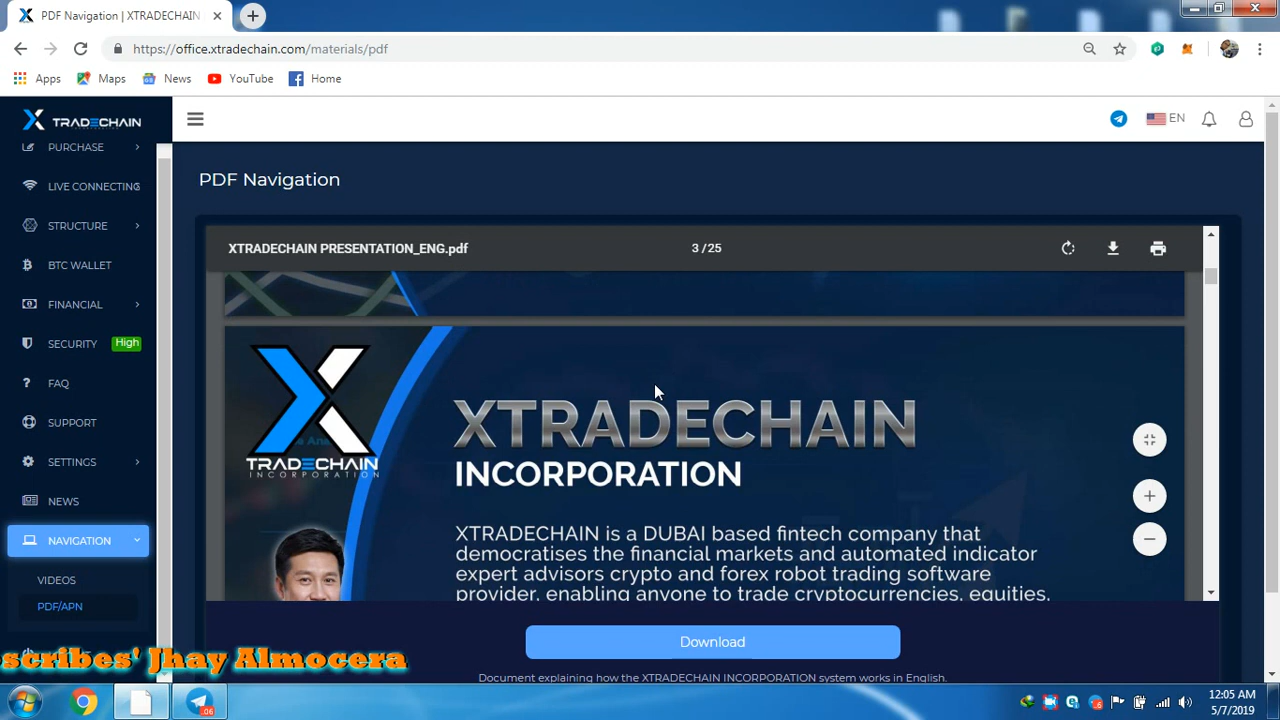 PDF Navigation | XTRADECHAIN
https://office.xtradechain.com/materials/pdf
Apps
Maps
News
YouTube
Home
TRADECHAIN
INCORPORATION
EN
PURCHASE
LIVE CONNECTING
STRUCTURE
BTC WALLET
FINANCIAL
SECURITY High
FAQ
SUPPORT
SETTINGS
NEWS
NAVIGATION
VIDEOS
PDF/APN
PDF Navigation
XTRADECHAIN PRESENTATION_ENG.pdf
3 / 25
TRADECHAIN
INCORPORATION
XTRADECHAIN
INCORPORATION
XTRADECHAIN is a DUBAI based fintech company that
democratises the financial markets and automated indicator
expert advisors crypto and forex robot trading software
provider, enabling anyone to trade cryptocurrencies, equities,
Download
Document explaining how the XTRADECHAIN INCORPORATION system works in English.
scribes' Jhay Almocera
12:05 AM
5/7/2019